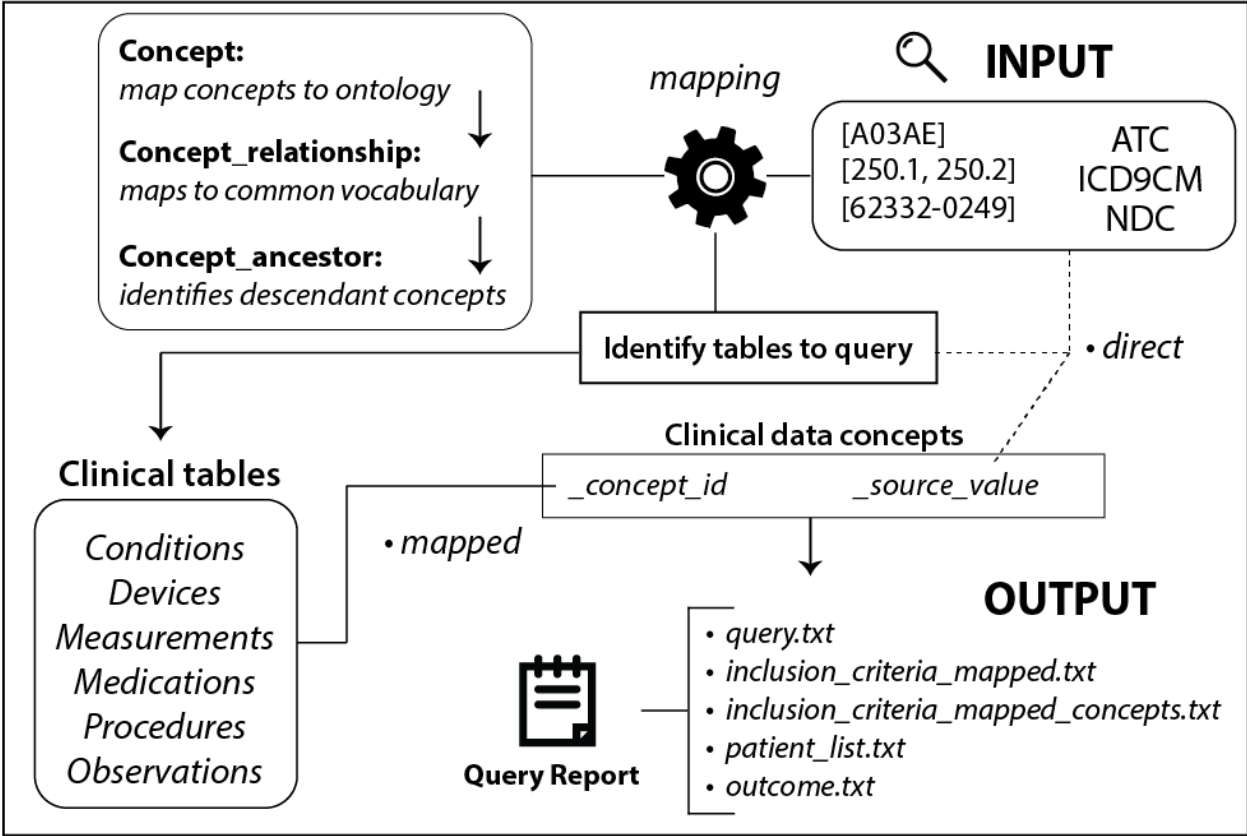 Concept:
map concepts to ontology
Concept_relationship:
maps to common vocabulary
Concept_ancestor:
identifies descendant concepts
mapping
INPUT
[A03AE]
[250.1, 250.2]
[62332-0249]
ATC
ICD9CM
NDC
Identify tables to query
• direct
Clinical tables
Conditions
Devices
Measurements
Medications
Procedures
Observations
• mapped
Clinical data concepts
_concept_id
_source_value
OUTPUT
Query Report
• query.txt
• inclusion_criteria_mapped.txt
• inclusion_criteria_mapped_concepts.txt
• patient_list.txt
• outcome.txt